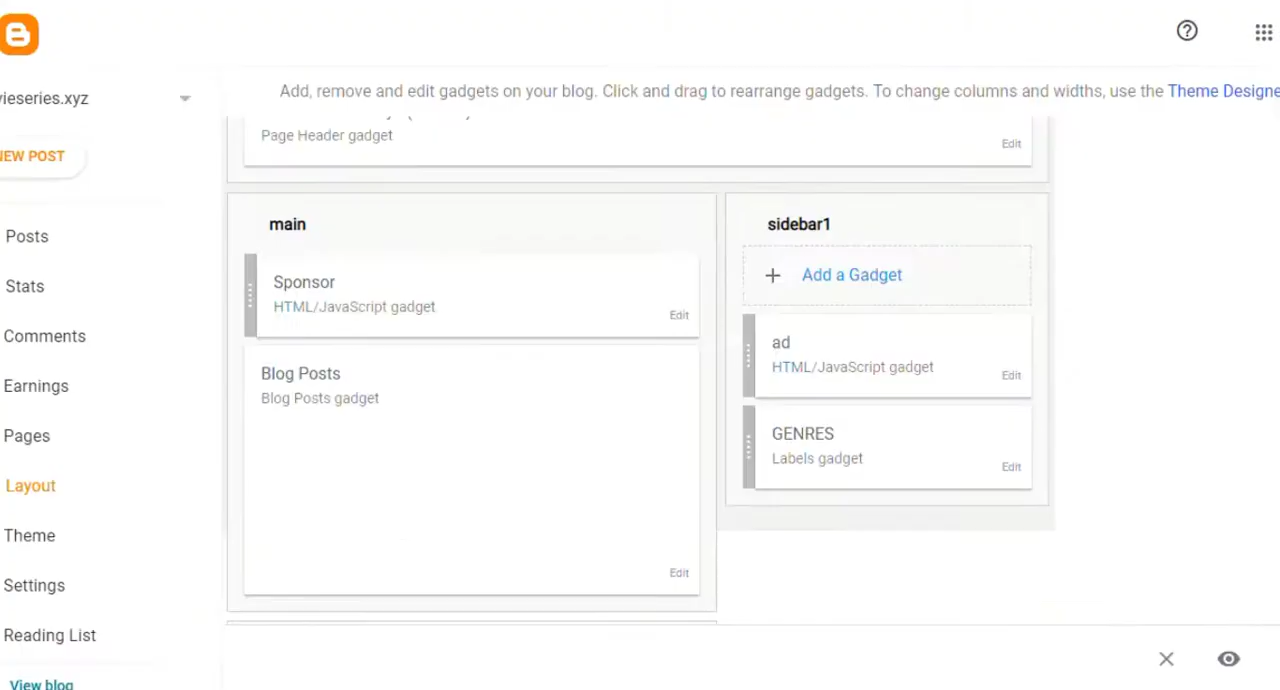 Add, remove and edit gadgets on your blog. Click and drag to rearrange gadgets. To change columns and widths, use the Theme Designe
vieseries.xyz
NEW POST
Posts
Stats
Comments
Earnings
Pages
Layout
Theme
Settings
Reading List
View blog
Page Header gadget
Edit
main
Sponsor
HTML/JavaScript gadget
Edit
Blog Posts
Blog Posts gadget
Edit
sidebar1
Add a Gadget
ad
HTML/JavaScript gadget
Edit
GENRES
Labels gadget
Edit